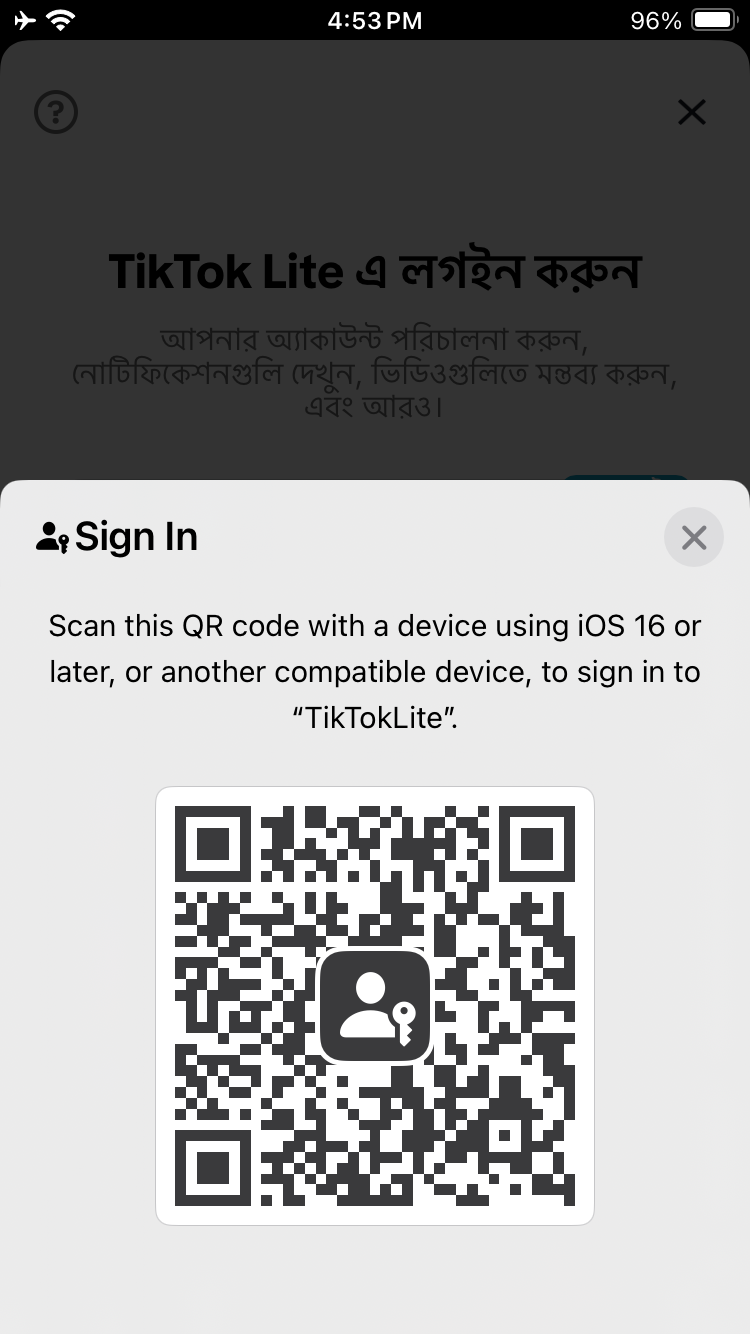 4:53 PM 96%
TikTok Lite এ লগইন করুন
আপনার অ্যাকাউন্ট পরিচালনা করুন,
নোটিফিকেশনগুলি দেখুন, ভিডিওগুলিতে মন্তব্য করুন,
এবং আরও।
Sign In
Scan this QR code with a device using iOS 16 or
later, or another compatible device, to sign in to
“TikTokLite”.